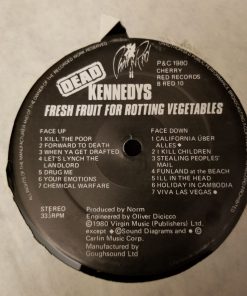 DEAD
KENNEDYS
P&C 1980
CHERRY
RED RECORDS
B RED 10
FRESH FRUIT FOR ROTTING VEGETABLES
FACE UP
1 KILL THE POOR
2 FORWARD TO DEATH
3 WHEN YA GET DRAFTED
4 LET'S LYNCH THE
LANDLORD
5 DRUG ME
6 YOUR EMOTIONS
7 CHEMICAL WARFARE
FACE DOWN
1 CALIFORNIA ÜBER
ALLES
2 I KILL CHILDREN
3 STEALING PEOPLES'
MAIL
4 FUNLAND at the BEACH
5 ILL IN THE HEAD
6 HOLIDAY IN CAMBODIA
7 VIVA LAS VEGAS
STEREO
33⅓RPM
Produced by Norm
Engineered by Oliver Dicicco
©1980 Virgin Music (Publishers) Ltd.
except ◆©Sound Diagrams and ●©
Carlin Music Corp.
Manufactured by
Goughsound Ltd